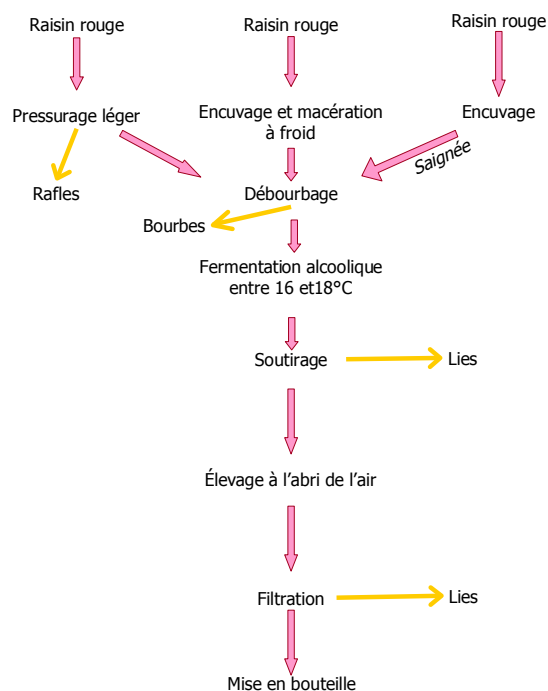 Raisin rouge
Raisin rouge
Raisin rouge
Pressurage léger
Encuvage et macération
à froid
Encuvage
Saignée
Rafles
Débourbage
Bourbes
Fermentation alcoolique
entre 16 et18°C
Soutirage
Lies
Élevage à l'abri de l'air
Filtration
Lies
Mise en bouteille